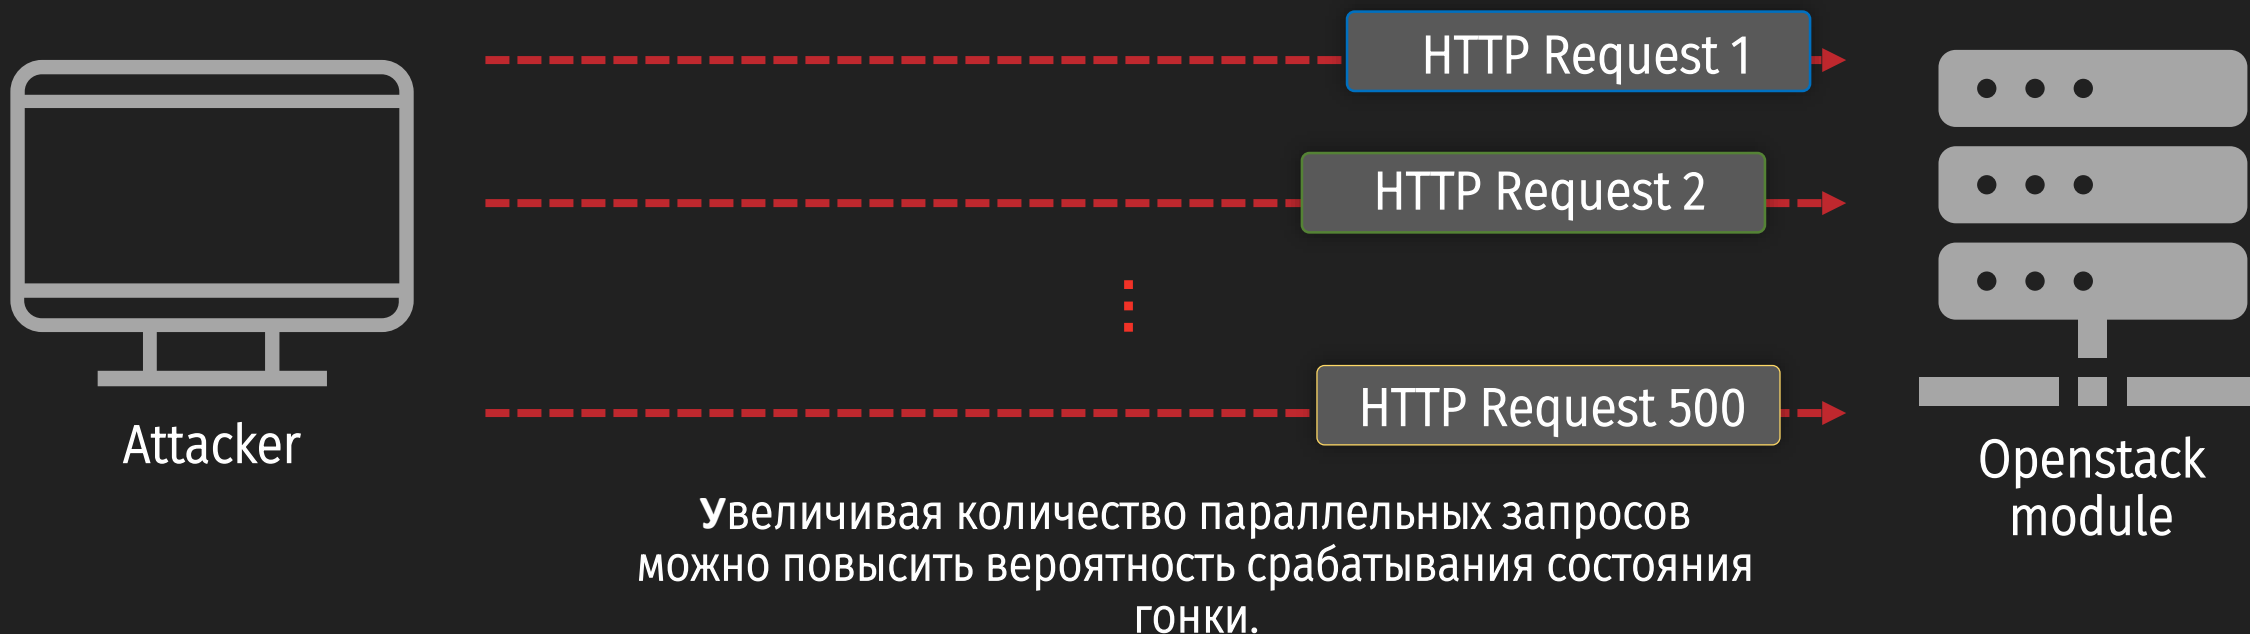 HTTP Request 1
HTTP Request 2
HTTP Request 500
Attacker
Openstack
module
Увеличивая количество параллельных запросов
можно повысить вероятность срабатывания состояния
гонки.